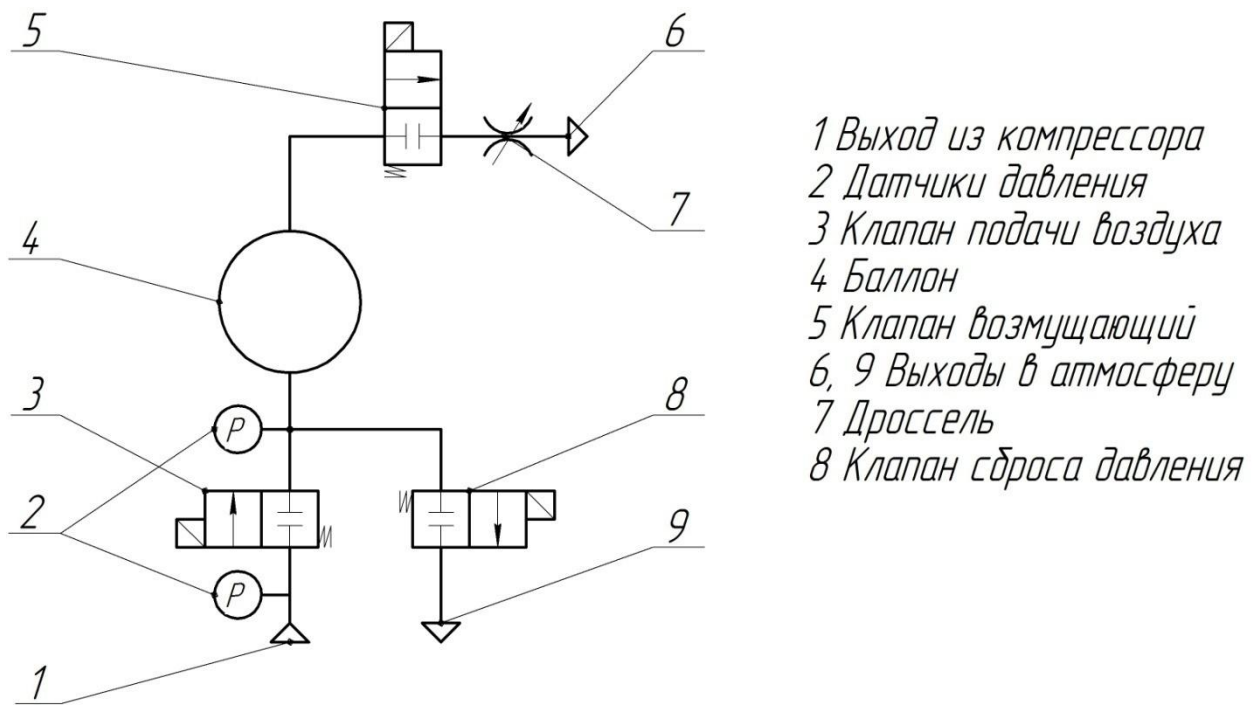 5
6
4
7
3
P
8
2
9
P
1
1 Выход из компрессора
2 Датчики давления
3 Клапан подачи воздуха
4 Баллон
5 Клапан возмущающий
6, 9 Выходы в атмосферу
7 Дроссель
8 Клапан сброса давления